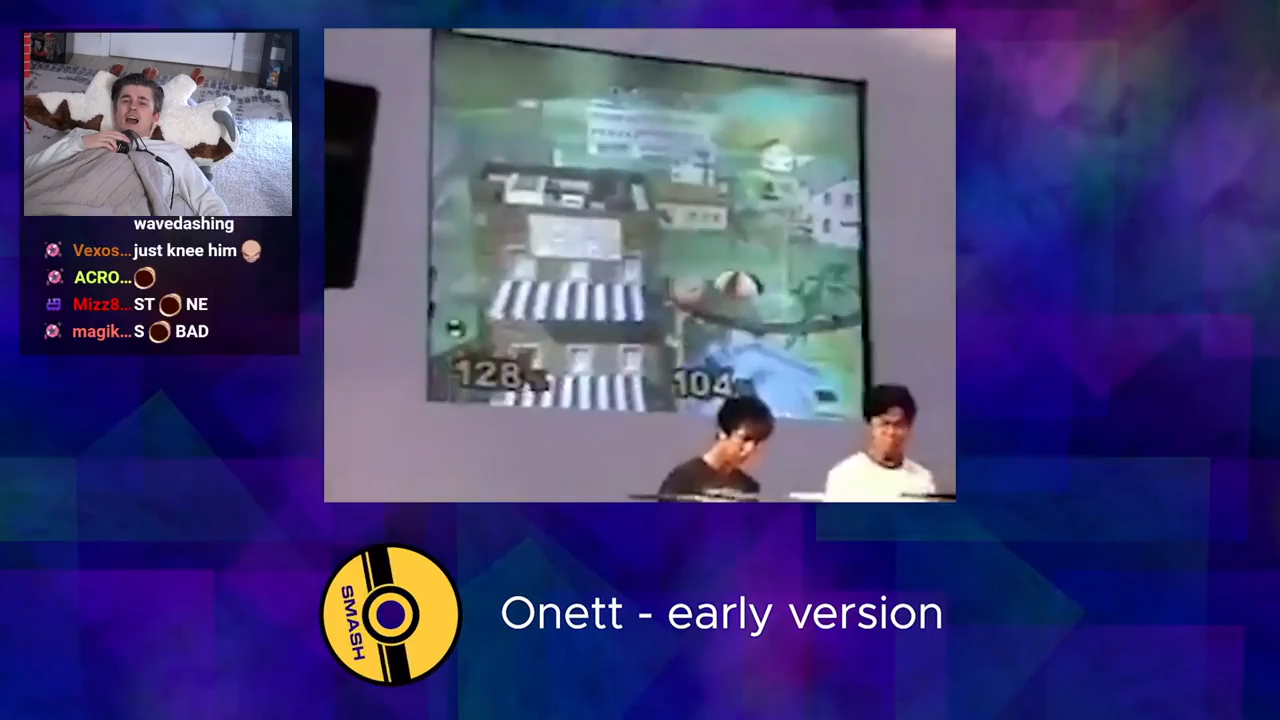 wavedashing
Vexos... just knee him
ACRO...
Mizz8... ST NE
magik... S BAD
128
104
SMASH
Onett - early version